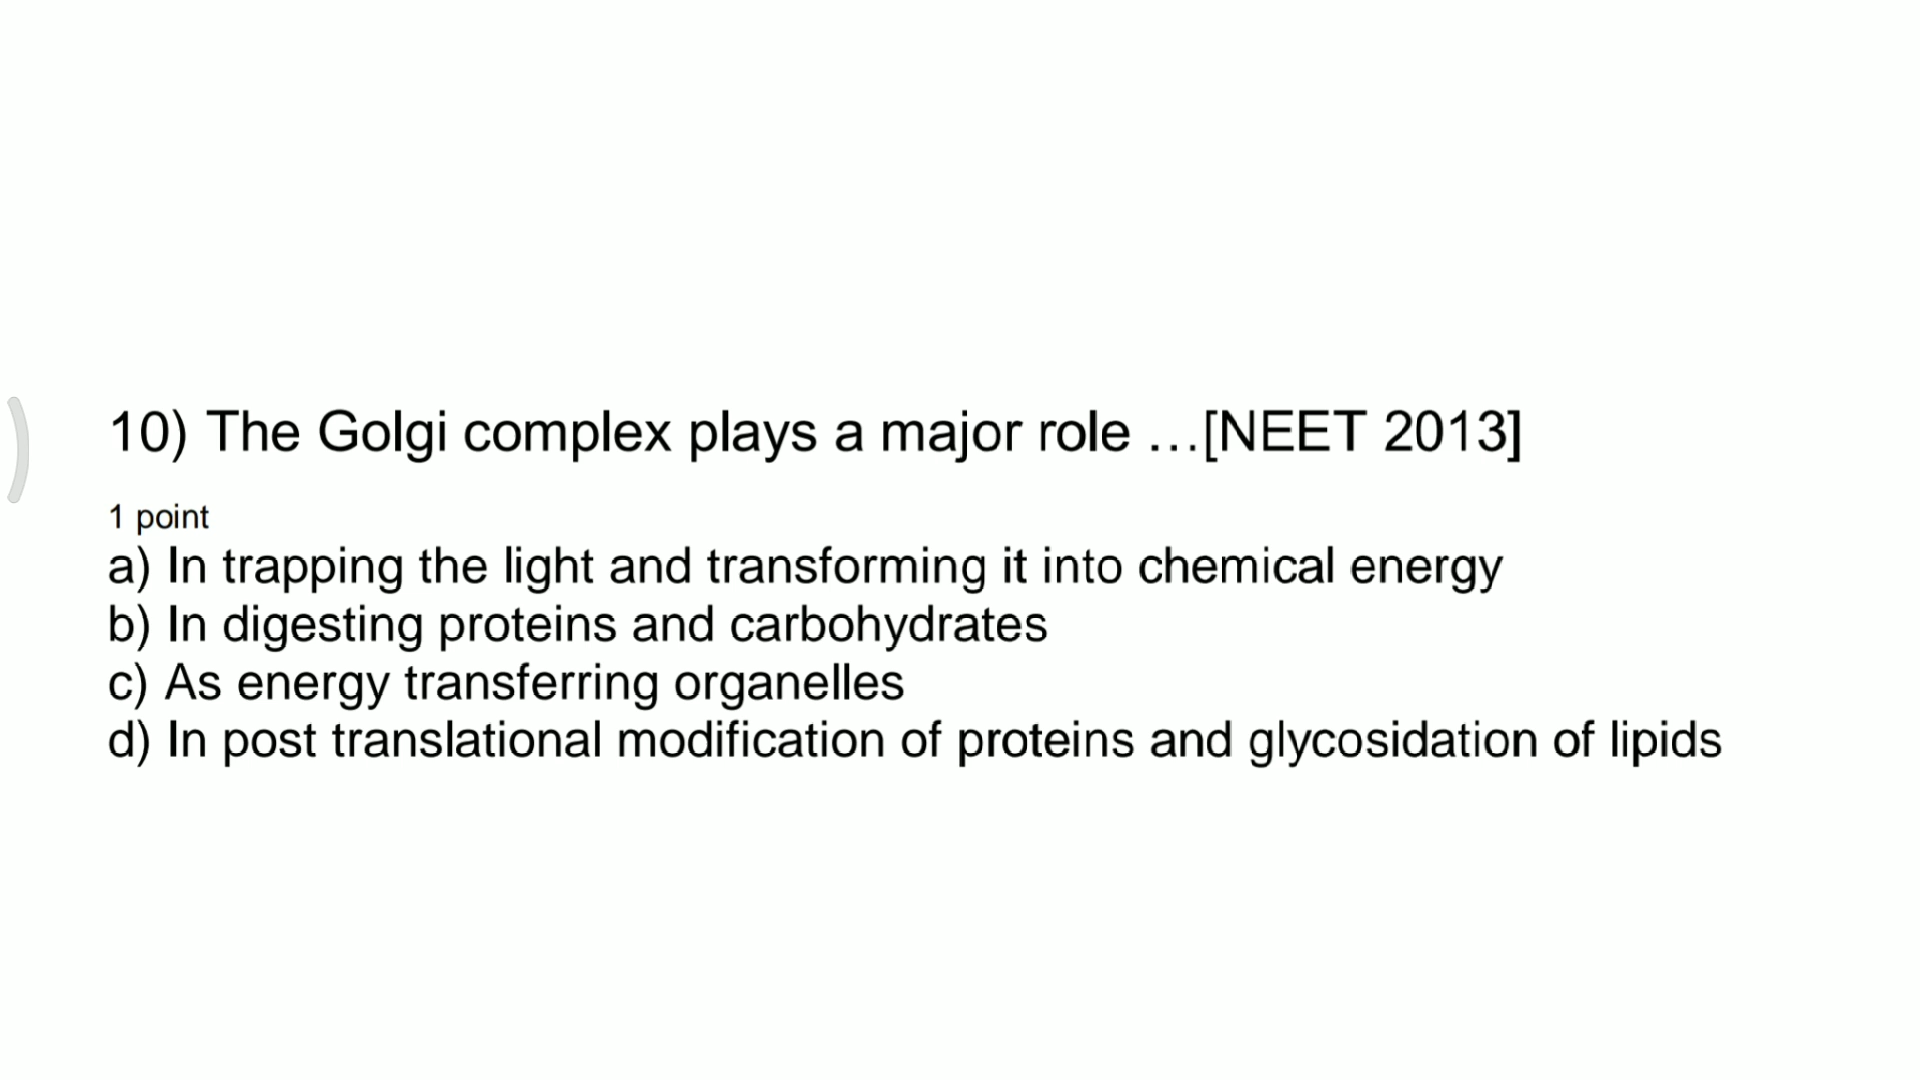 10) The Golgi complex plays a major role …[NEET 2013]
1 point
a) In trapping the light and transforming it into chemical energy
b) In digesting proteins and carbohydrates
c) As energy transferring organelles
d) In post translational modification of proteins and glycosidation of lipids